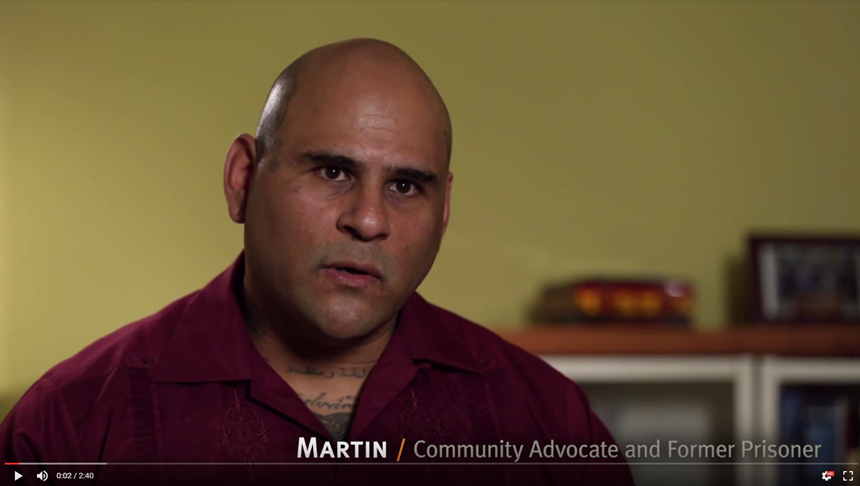 MARTIN / Community Advocate and Former Prisoner
0:02 / 2:40